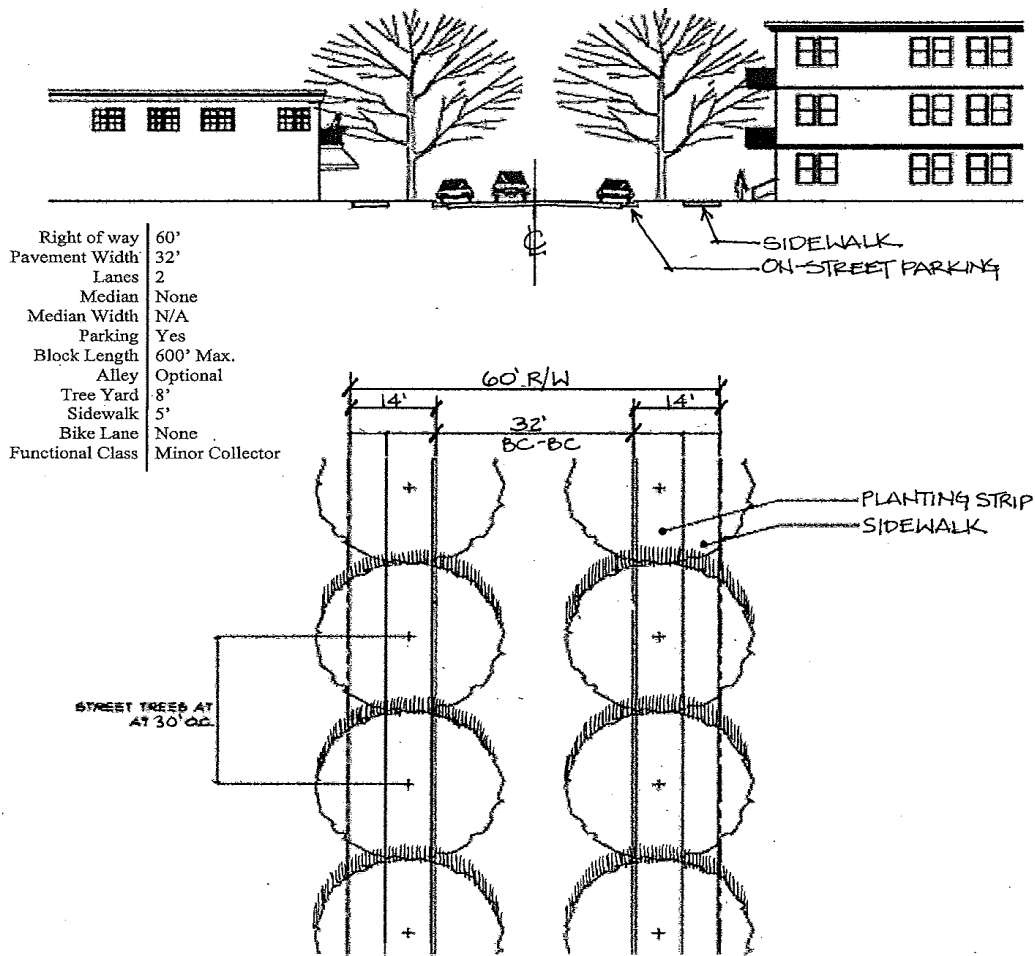 SIDEWALK
ON-STREET PARKING
℄
Right of way 60'
Pavement Width 32'
Lanes 2
Median None
Median Width N/A
Parking Yes
Block Length 600' Max.
Alley Optional
Tree Yard 8'
Sidewalk 5'
Bike Lane None
Functional Class Minor Collector
60' R/W
14'
14'
32'
BC-BC
PLANTING STRIP
SIDEWALK
STREET TREES AT
AT 30' O.C.